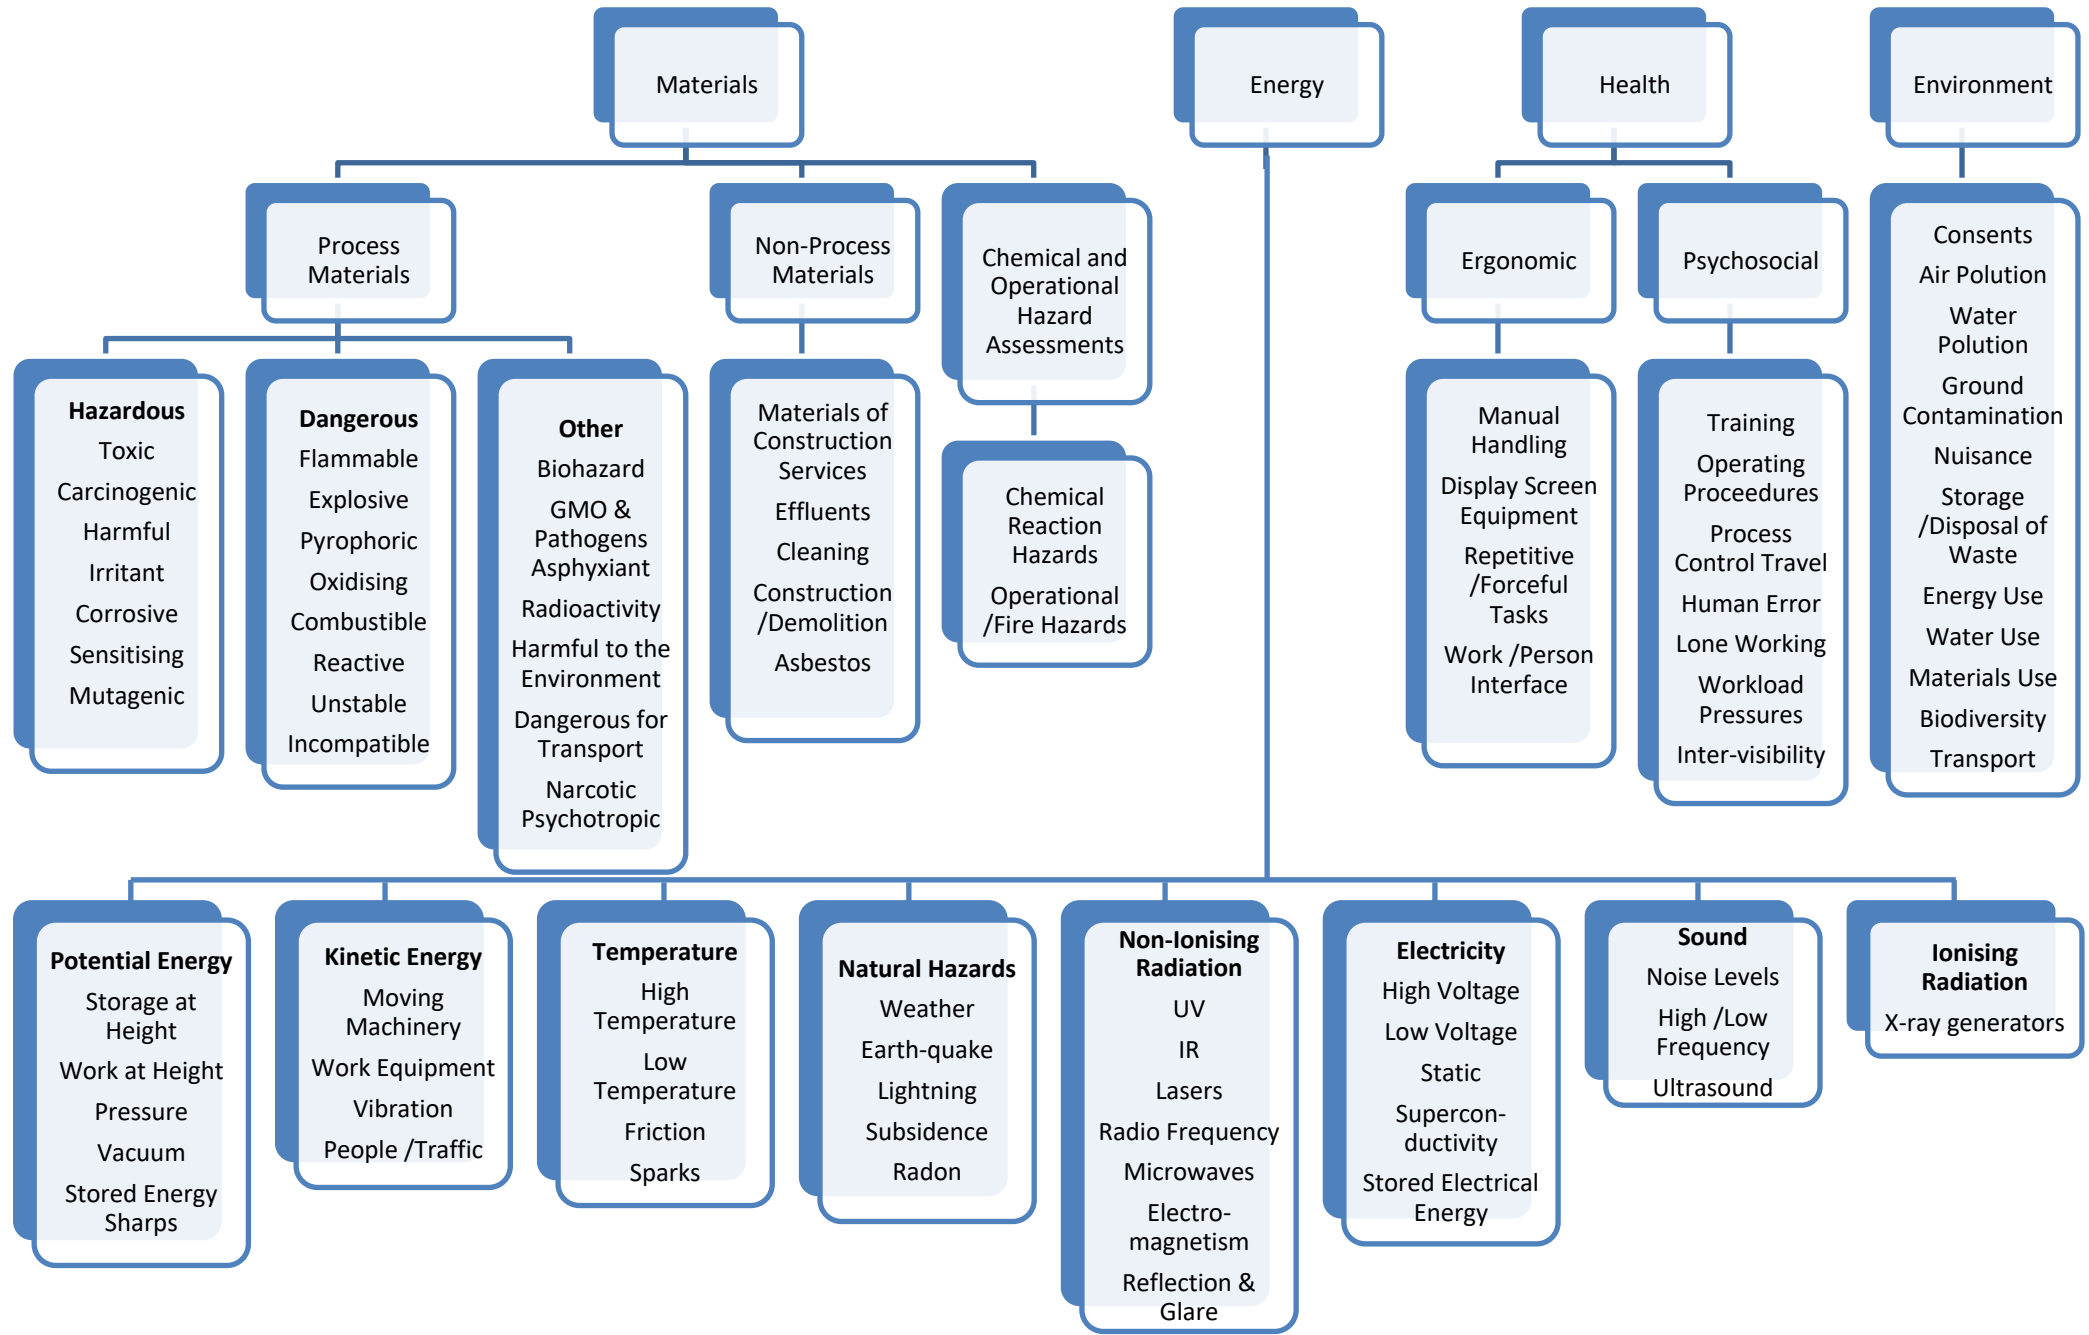 Materials
Energy
Health
Environment
Process
Materials
Non-Process
Materials
Chemical and
Operational
Hazard
Assessments
Ergonomic
Psychosocial
Consents
Air Polution
Water
Polution
Ground
Contamination
Nuisance
Storage
/Disposal of
Waste
Energy Use
Water Use
Materials Use
Biodiversity
Transport
Hazardous
Toxic
Carcinogenic
Harmful
Irritant
Corrosive
Sensitising
Mutagenic
Dangerous
Flammable
Explosive
Pyrophoric
Oxidising
Combustible
Reactive
Unstable
Incompatible
Other
Biohazard
GMO &
Pathogens
Asphyxiant
Radioactivity
Harmful to the
Environment
Dangerous for
Transport
Narcotic
Psychotropic
Materials of
Construction
Services
Effluents
Cleaning
Construction
/Demolition
Asbestos
Chemical
Reaction
Hazards
Operational
/Fire Hazards
Manual
Handling
Display Screen
Equipment
Repetitive
/Forceful
Tasks
Work /Person
Interface
Training
Operating
Proceedures
Process
Control Travel
Human Error
Lone Working
Workload
Pressures
Inter-visibility
Potential Energy
Storage at
Height
Work at Height
Pressure
Vacuum
Stored Energy
Sharps
Kinetic Energy
Moving
Machinery
Work Equipment
Vibration
People /Traffic
Temperature
High
Temperature
Low
Temperature
Friction
Sparks
Natural Hazards
Weather
Earth-quake
Lightning
Subsidence
Radon
Non-Ionising
Radiation
UV
IR
Lasers
Radio Frequency
Microwaves
Electro-
magnetism
Reflection &
Glare
Electricity
High Voltage
Low Voltage
Static
Supercon-
ductivity
Stored Electrical
Energy
Sound
Noise Levels
High /Low
Frequency
Ultrasound
Ionising
Radiation
X-ray generators